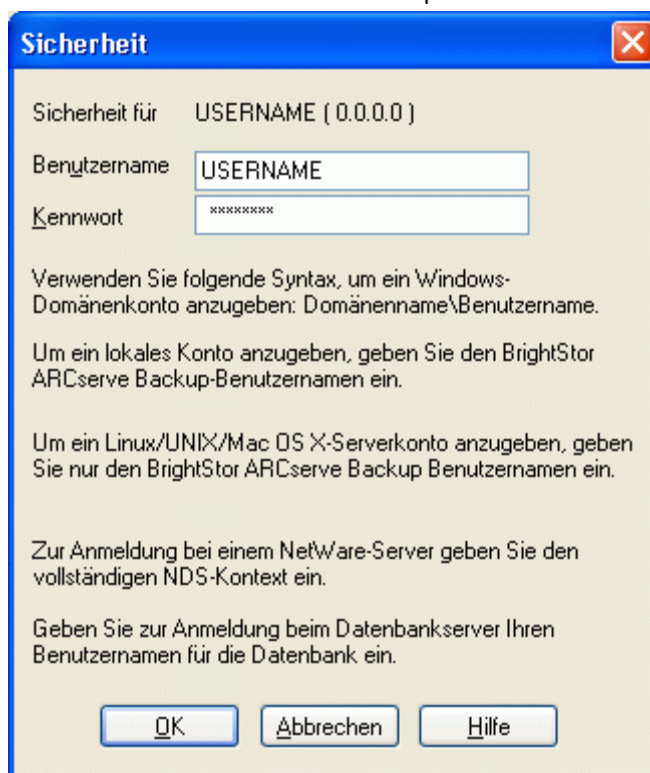 Sicherheit
Sicherheit für USERNAME ( 0.0.0.0 )
Benutzername USERNAME
Kennwort ********
Verwenden Sie folgende Syntax, um ein Windows-
Domänenkonto anzugeben: Domänenname\Benutzername.
Um ein lokales Konto anzugeben, geben Sie den BrightStor
ARCserve Backup-Benutzernamen ein.
Um ein Linux/UNIX/Mac OS X-Serverkonto anzugeben, geben
Sie nur den BrightStor ARCserve Backup Benutzernamen ein.
Zur Anmeldung bei einem NetWare-Server geben Sie den
vollständigen NDS-Kontext ein.
Geben Sie zur Anmeldung beim Datenbankserver Ihren
Benutzernamen für die Datenbank ein.
OK Abbrechen Hilfe